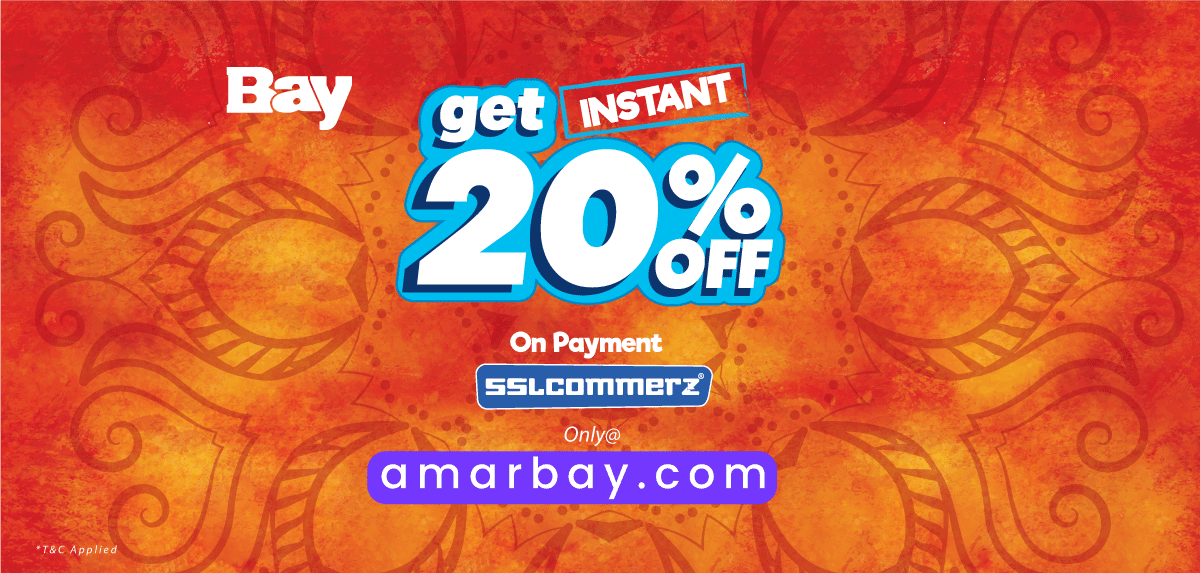 Bay
get INSTANT
20%
OFF
On Payment
SSLCOMMERZ®
Only@
amarbay.com
*T&C Applied